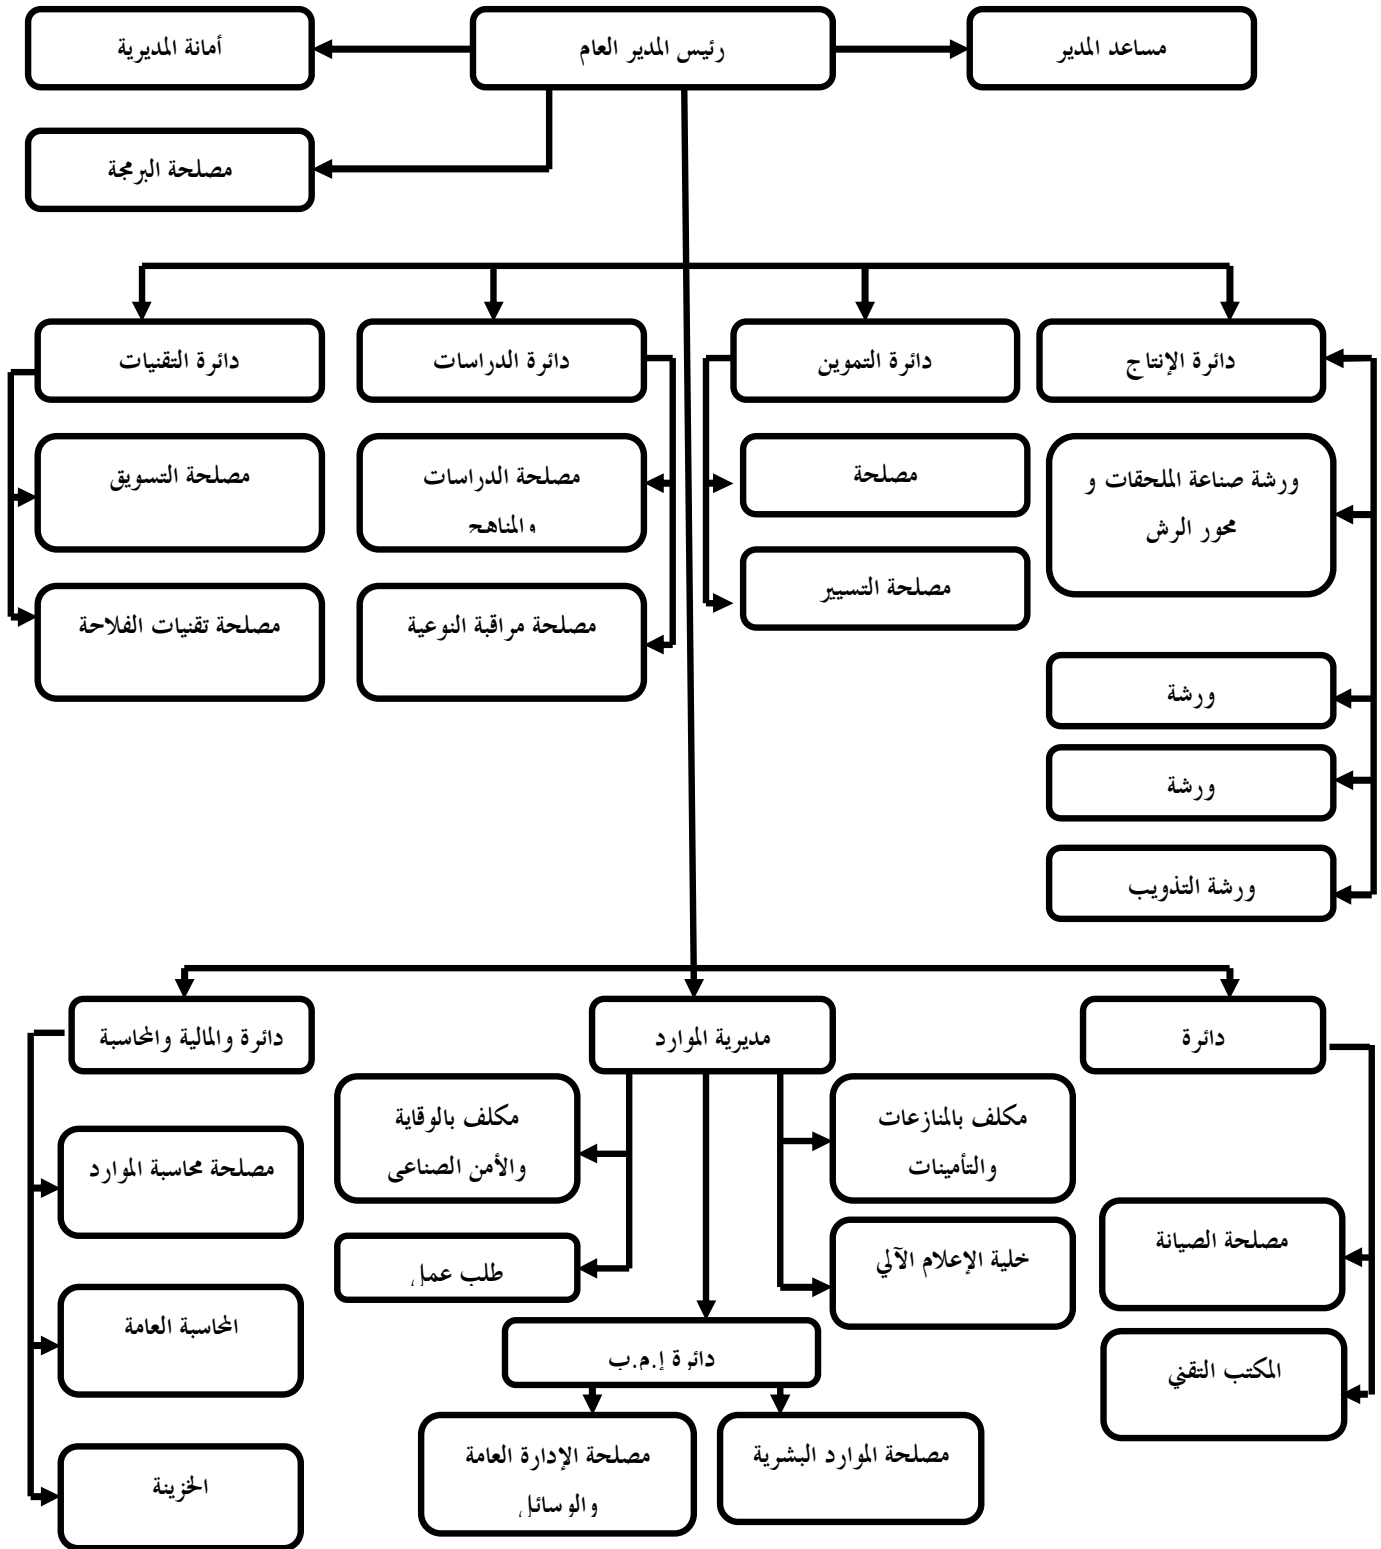 مساعد المدير
رئيس المدير العام
أمانة المديرية
مصلحة البرمجة
دائرة الإنتاج
دائرة التموين
دائرة الدراسات
دائرة التقنيات
ورشة صناعة الملحقات و
محور الرش
ورشة
ورشة
ورشة التذويب
مصلحة
مصلحة التسيير
مصلحة الدراسات
والمناهج
مصلحة مراقبة النوعية
مصلحة التسويق
مصلحة تقنيات الفلاحة
دائرة
مديرية الموارد
دائرة والمالية والمحاسبة
مصلحة الصيانة
المكتب التقني
مكلف بالمنازعات
والتأمينات
خلية الإعلام الآلي
مكلف بالوقاية
والأمن الصناعي
طلب عمل
دائرة إ.م.ب
مصلحة الموارد البشرية
مصلحة الإدارة العامة
والوسائل
مصلحة محاسبة الموارد
المحاسبة العامة
الخزينة